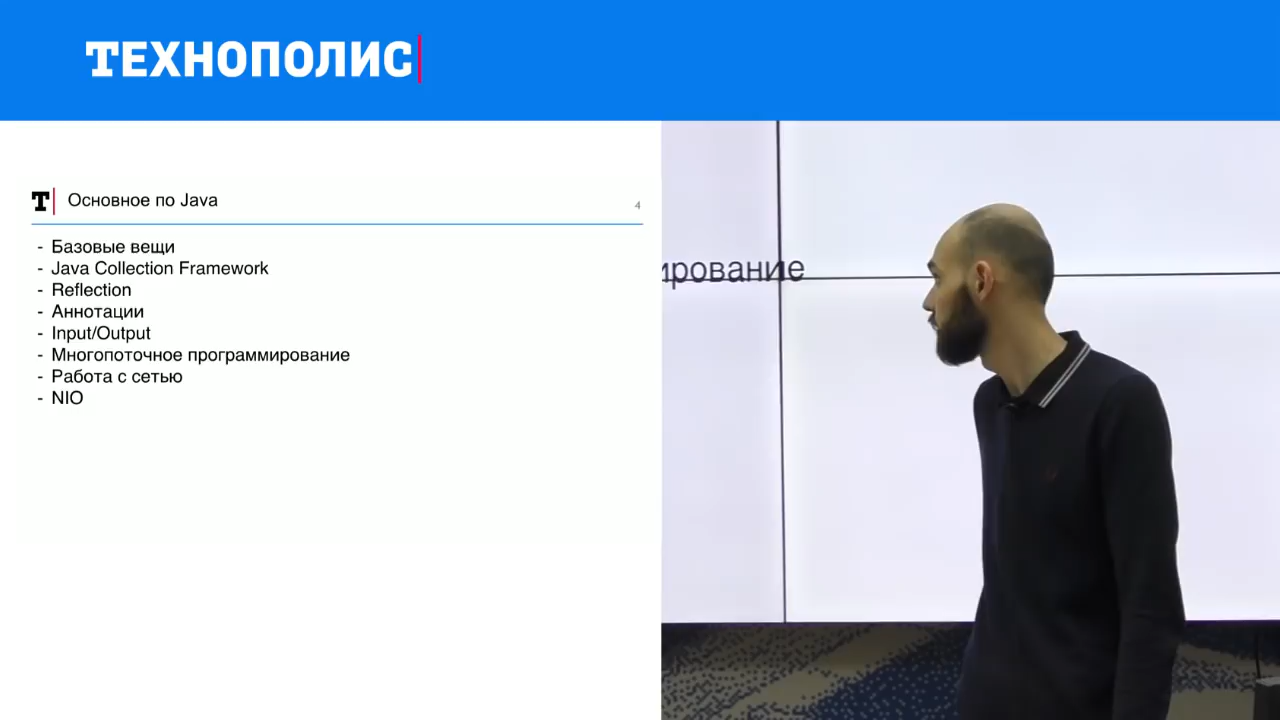 ТЕХНОПОЛИС
Т Основное по Java
4
- Базовые вещи
- Java Collection Framework
- Reflection
- Аннотации
- Input/Output
- Многопоточное программирование
- Работа с сетью
- NIO
ирование